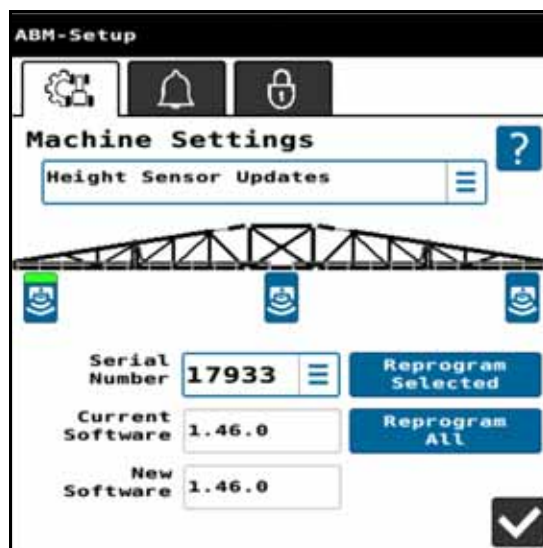 ABM-Setup
1
Machine Settings
?
Height Sensor Updates
Serial
Number
17933
Reprogram
Selected
Current
Software
1.46.0
Reprogram
All
New
Software
1.46.0